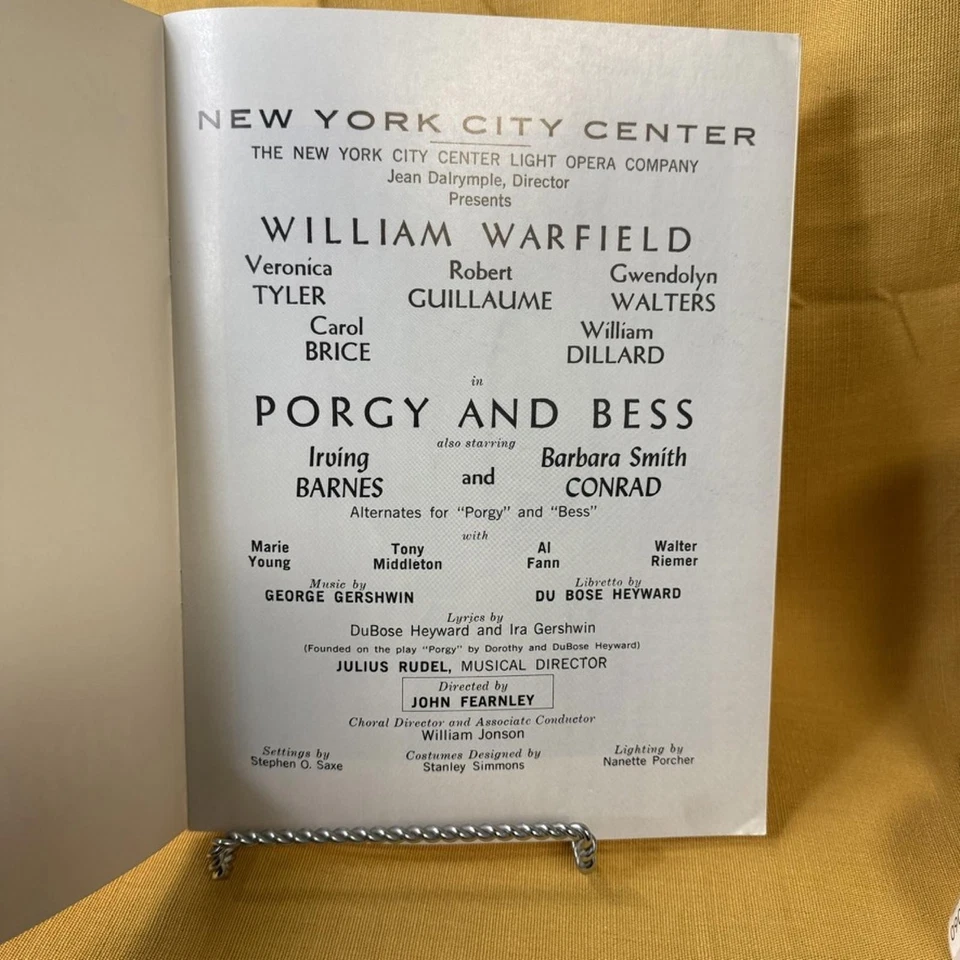 NEW YORK CITY CENTER
THE NEW YORK CITY CENTER LIGHT OPERA COMPANY
Jean Dalrymple, Director
Presents
WILLIAM WARFIELD
Veronica Robert Gwendolyn
TYLER GUILLAUME WALTERS
Carol William
BRICE DILLARD
in
PORGY AND BESS
also starring
Irving Barbara Smith
BARNES and CONRAD
Alternates for "Porgy" and "Bess"
with
Marie Tony Al Walter
Young Middleton Fann Riemer
Music by Libretto by
GEORGE GERSHWIN DU BOSE HEYWARD
Lyrics by
DuBose Heyward and Ira Gershwin
(Founded on the play "Porgy" by Dorothy and DuBose Heyward)
JULIUS RUDEL, MUSICAL DIRECTOR
Directed by
JOHN FEARNLEY
Choral Director and Associate Conductor
William Jonson
Settings by Costumes Designed by Lighting by
Stephen O. Saxe Stanley Simmons Nanette Porcher